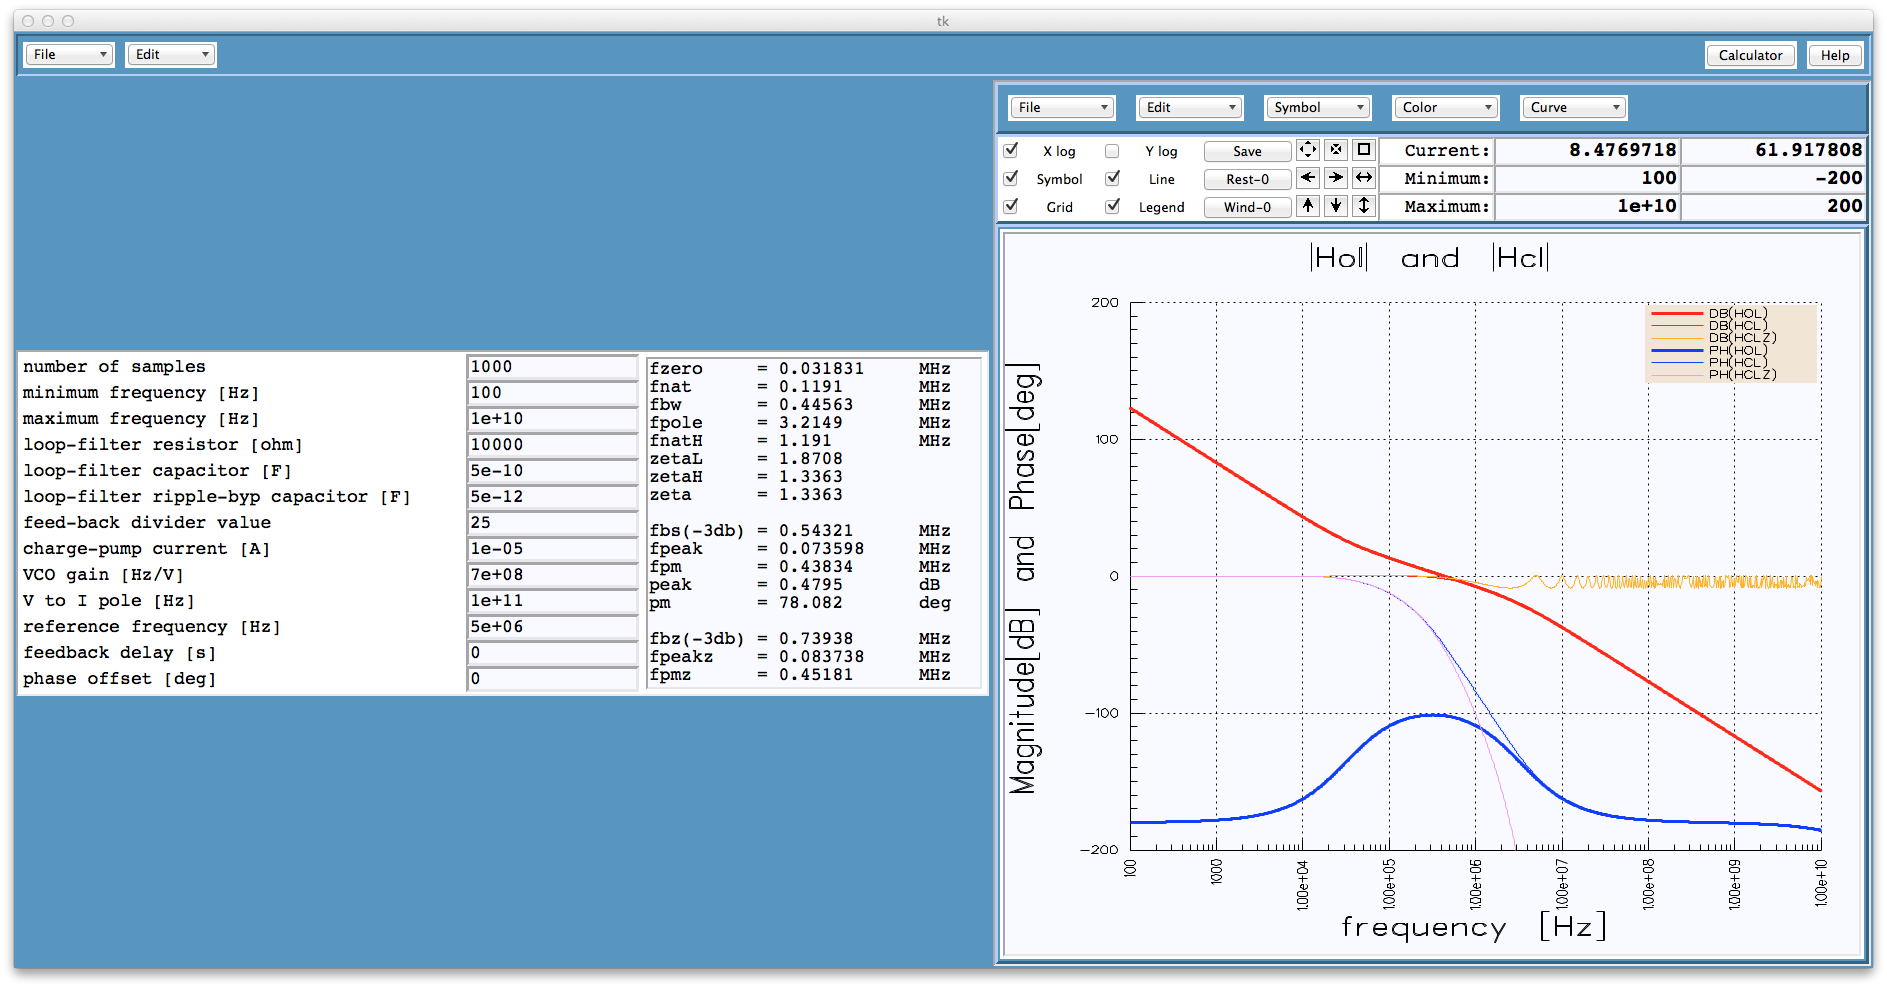 tk
File Edit Calculator Help
File Edit Symbol Color Curve
X log Y log Save Current: 8.4769718 61.917808
Symbol Line Rest-0 Minimum: 100 -200
Grid Legend Wind-0 Maximum: 1e+10 200
number of samples 1000
minimum frequency [Hz] 100
maximum frequency [Hz] 1e+10
loop-filter resistor [ohm] 10000
loop-filter capacitor [F] 5e-10
loop-filter ripple-byp capacitor [F] 5e-12
feed-back divider value 25
charge-pump current [A] 1e-05
VCO gain [Hz/V] 7e+08
V to I pole [Hz] 1e+11
reference frequency [Hz] 5e+06
feedback delay [s] 0
phase offset [deg] 0
fzero = 0.031831 MHz
fnat = 0.1191 MHz
fbw = 0.44563 MHz
fpole = 3.2149 MHz
fnatH = 1.191 MHz
zetaL = 1.8708
zetaH = 1.3363
zeta = 1.3363
fbs(-3db) = 0.54321 MHz
fpeak = 0.073598 MHz
fpm = 0.43834 MHz
peak = 0.4795 dB
pm = 78.082 deg
fbz(-3db) = 0.73938 MHz
fpeakz = 0.083738 MHz
fpmz = 0.45181 MHz
|Hol| and |Hcl|
DB(HOL)
DB(HCL)
DB(HCLZ)
PH(HOL)
PH(HCL)
PH(HCLZ)
Magnitude[dB] and Phase[deg]
200
100
0
-100
-200
100 1000 1.00e+04 1.00e+05 1.00e+06 1.00e+07 1.00e+08 1.00e+09 1.00e+10
frequency [Hz]